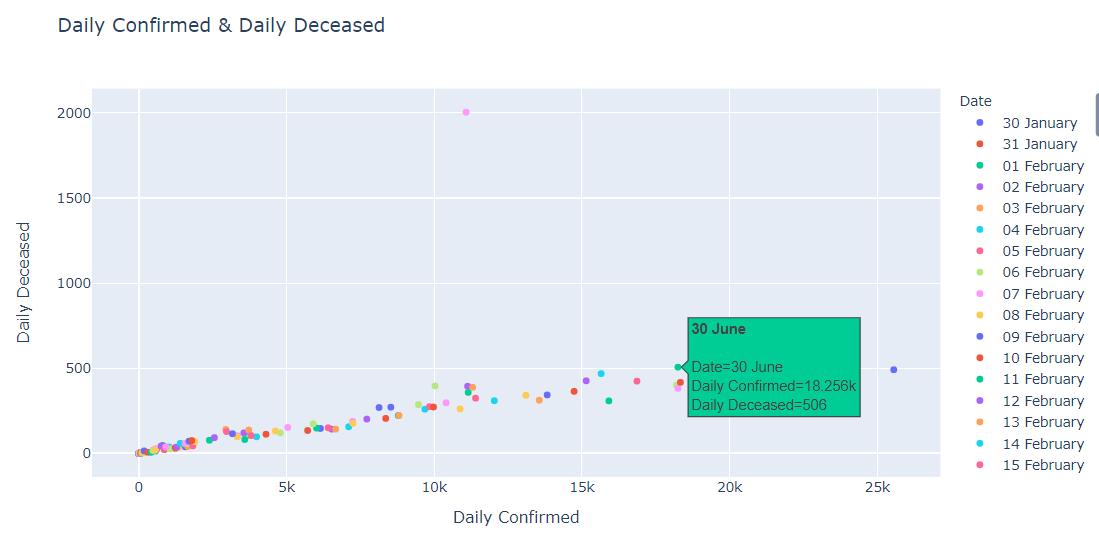 Daily Confirmed & Daily Deceased
Daily Deceased
2000
1500
1000
500
0
0 5k 10k 15k 20k 25k
Daily Confirmed
30 June
Date=30 June
Daily Confirmed=18.256k
Daily Deceased=506
Date
30 January
31 January
01 February
02 February
03 February
04 February
05 February
06 February
07 February
08 February
09 February
10 February
11 February
12 February
13 February
14 February
15 February